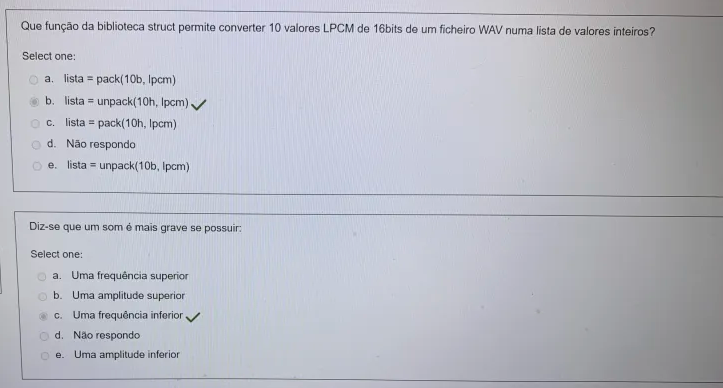 Que função da biblioteca struct permite converter 10 valores LPCM de 16bits de um ficheiro WAV numa lista de valores inteiros?
Select one:
a. lista = pack(10b, lpcm)
b. lista = unpack(10h, lpcm)
c. lista = pack(10h, lpcm)
d. Não respondo
e. lista = unpack(10b, lpcm)
Diz-se que um som é mais grave se possuir:
Select one:
a. Uma frequência superior
b. Uma amplitude superior
c. Uma frequência inferior
d. Não respondo
e. Uma amplitude inferior